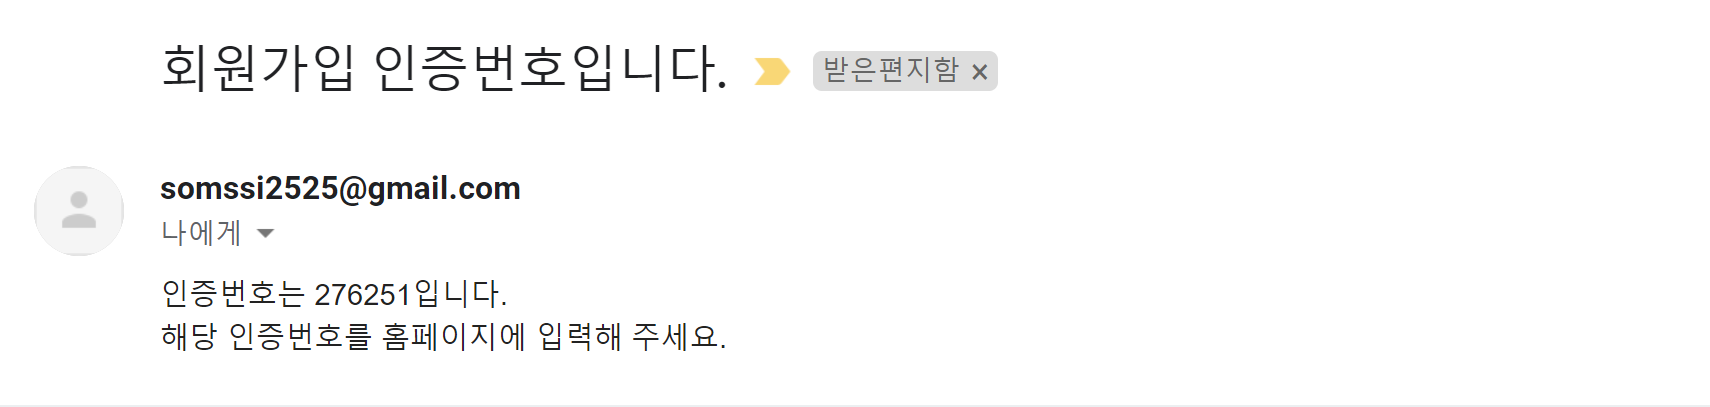 회원가입 인증번호입니다. 받은편지함 ×
somssi2525@gmail.com
나에게
인증번호는 276251입니다.
해당 인증번호를 홈페이지에 입력해 주세요.